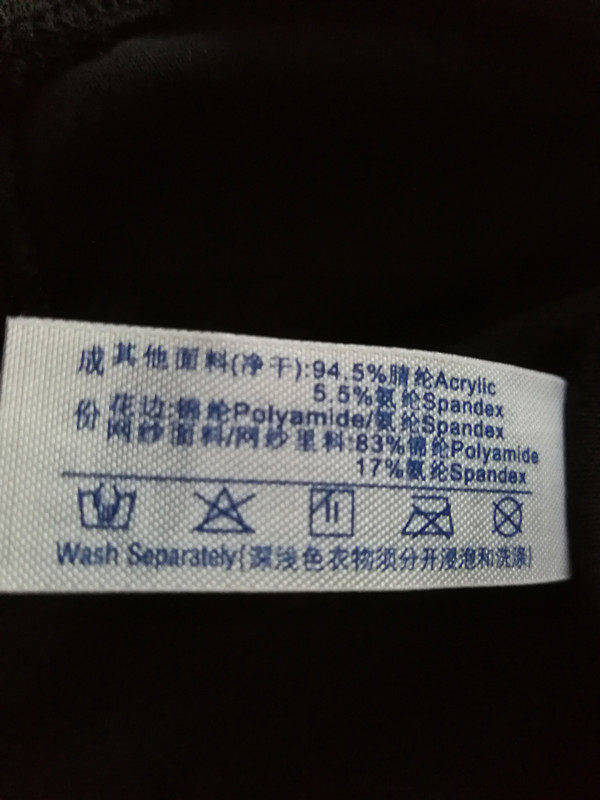 成 其他面料(净干):94.5%腈纶Acrylic
5.5%氨纶Spandex
份 花边:锦纶Polyamide/氨纶Spandex
网纱面料/网纱里料:83%锦纶Polyamide
17%氨纶Spandex
Wash Separately(深浅色衣物须分开浸泡和洗涤)